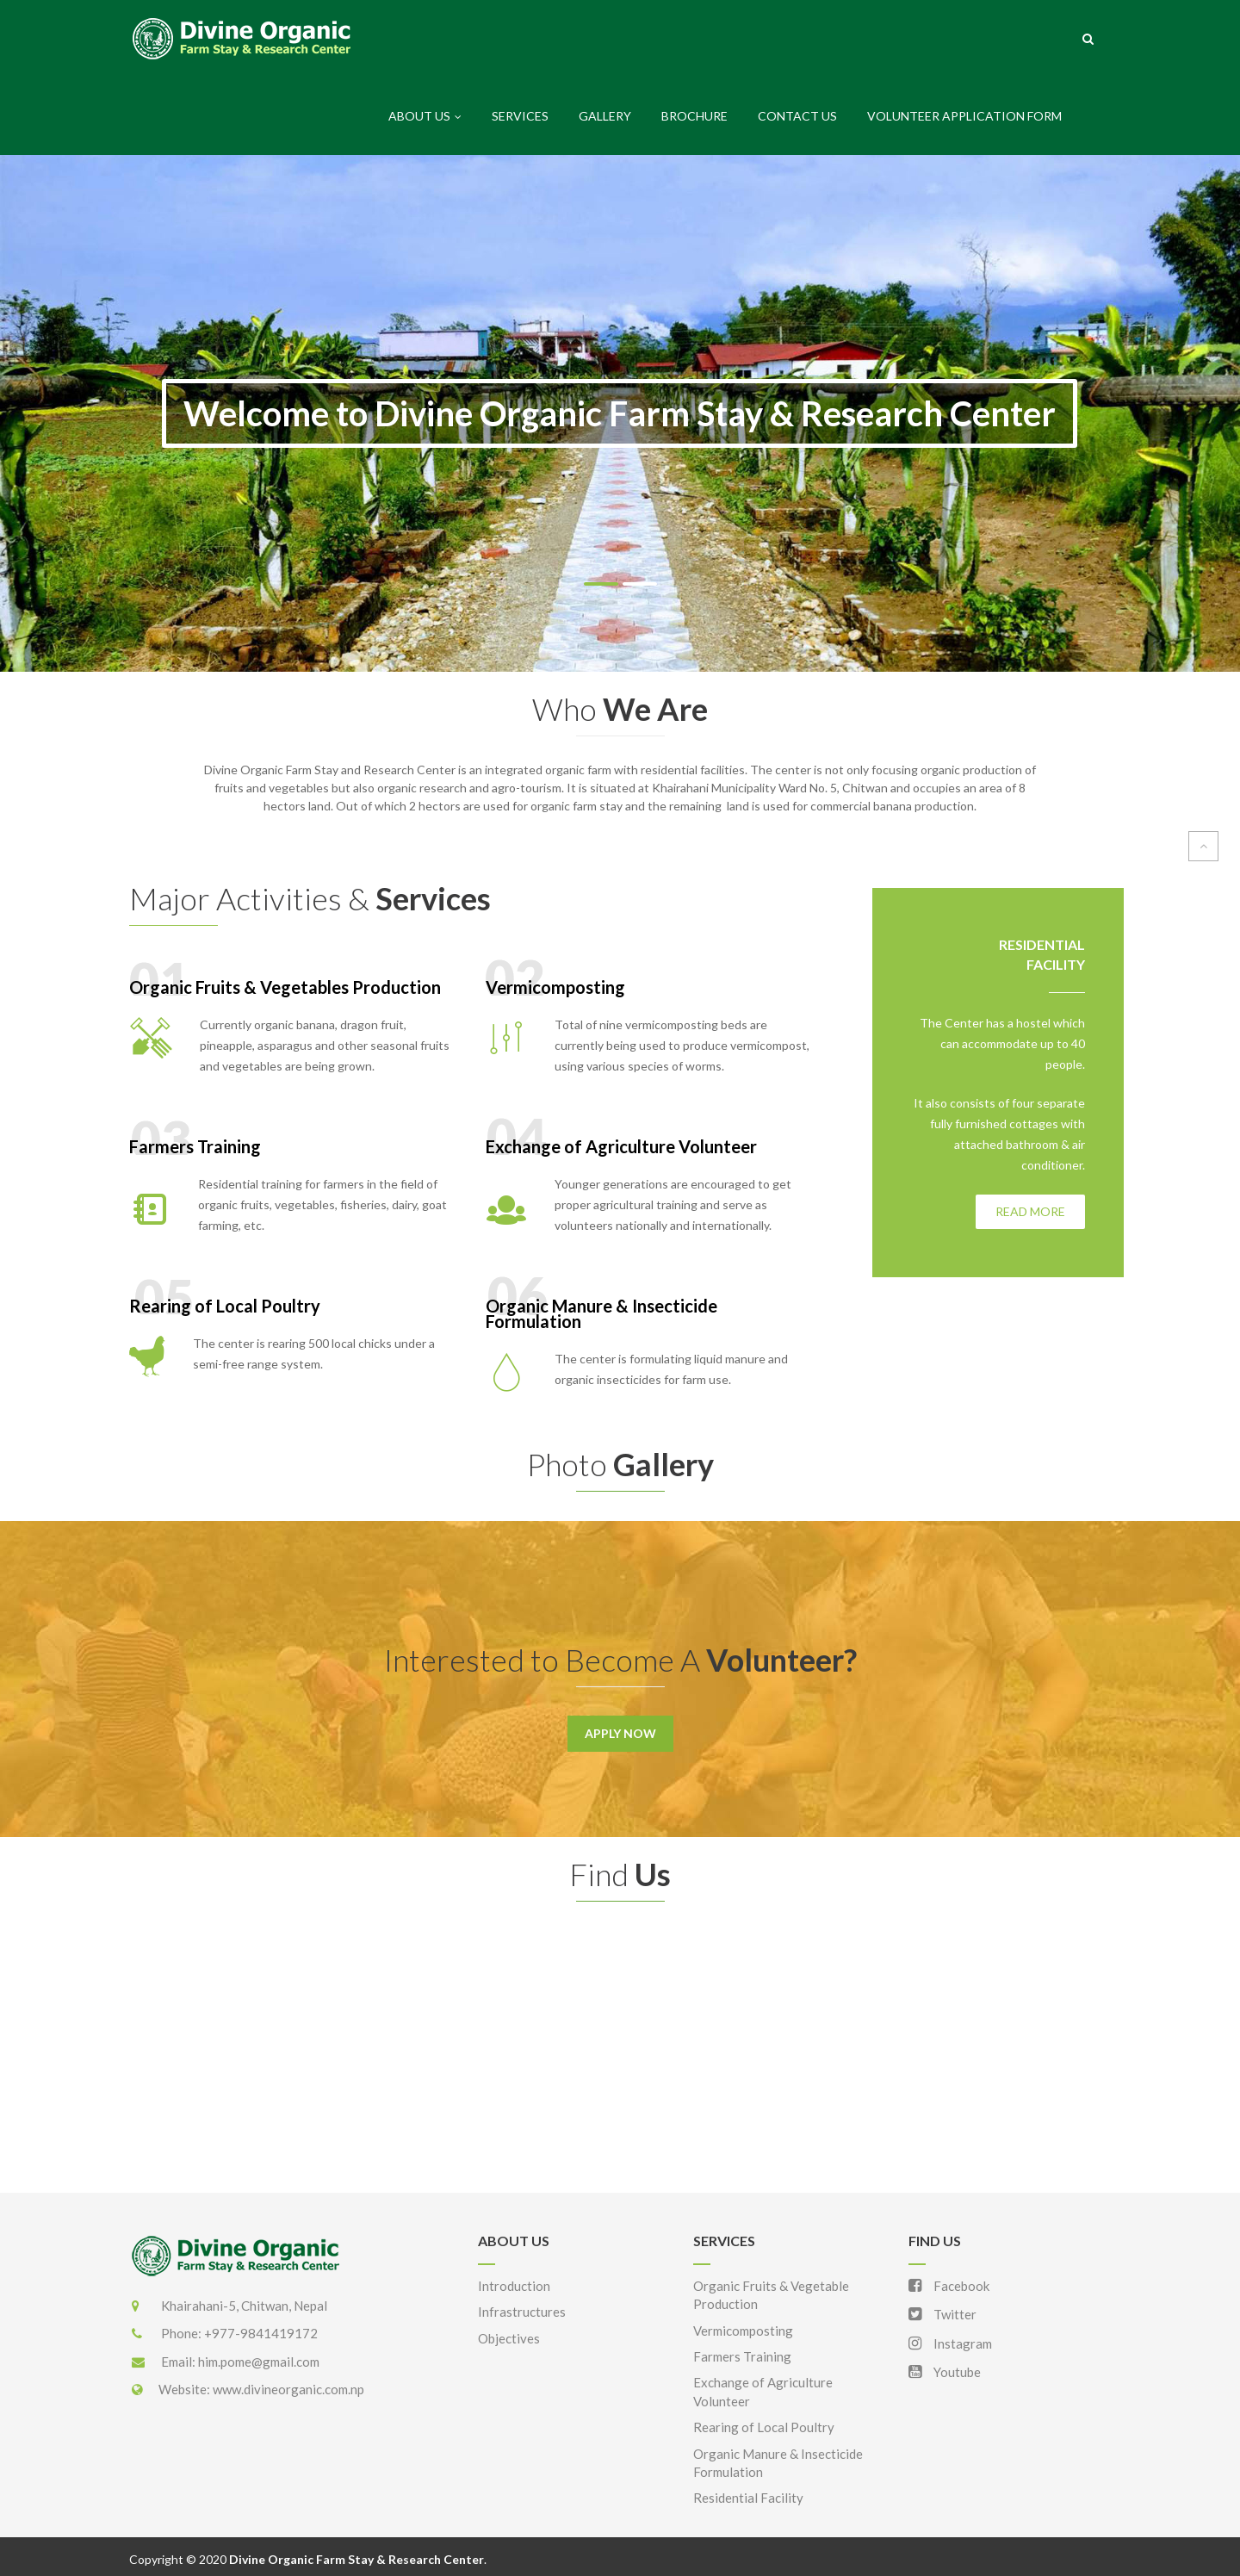 Divine Organic
Farm Stay & Research Center
ABOUT US
SERVICES
GALLERY
BROCHURE
CONTACT US
VOLUNTEER APPLICATION FORM
Welcome to Divine Organic Farm Stay & Research Center
Who We Are
Divine Organic Farm Stay and Research Center is an integrated organic farm with residential facilities. The center is not only focusing organic production of
fruits and vegetables but also organic research and agro-tourism. It is situated at Khairahani Municipality Ward No. 5, Chitwan and occupies an area of 8
hectors land. Out of which 2 hectors are used for organic farm stay and the remaining land is used for commercial banana production.
Major Activities & Services
01
Organic Fruits & Vegetables Production
Currently organic banana, dragon fruit,
pineapple, asparagus and other seasonal fruits
and vegetables are being grown.
02
Vermicomposting
Total of nine vermicomposting beds are
currently being used to produce vermicompost,
using various species of worms.
03
Farmers Training
Residential training for farmers in the field of
organic fruits, vegetables, fisheries, dairy, goat
farming, etc.
04
Exchange of Agriculture Volunteer
Younger generations are encouraged to get
proper agricultural training and serve as
volunteers nationally and internationally.
05
Rearing of Local Poultry
The center is rearing 500 local chicks under a
semi-free range system.
06
Organic Manure & Insecticide
Formulation
The center is formulating liquid manure and
organic insecticides for farm use.
RESIDENTIAL
FACILITY
The Center has a hostel which
can accommodate up to 40
people.
It also consists of four separate
fully furnished cottages with
attached bathroom & air
conditioner.
READ MORE
Photo Gallery
Interested to Become A Volunteer?
APPLY NOW
Find Us
Divine Organic
Farm Stay & Research Center
Khairahani-5, Chitwan, Nepal
Phone: +977-9841419172
Email: him.pome@gmail.com
Website: www.divineorganic.com.np
ABOUT US
Introduction
Infrastructures
Objectives
SERVICES
Organic Fruits & Vegetable
Production
Vermicomposting
Farmers Training
Exchange of Agriculture
Volunteer
Rearing of Local Poultry
Organic Manure & Insecticide
Formulation
Residential Facility
FIND US
Facebook
Twitter
Instagram
Youtube
Copyright © 2020 Divine Organic Farm Stay & Research Center.